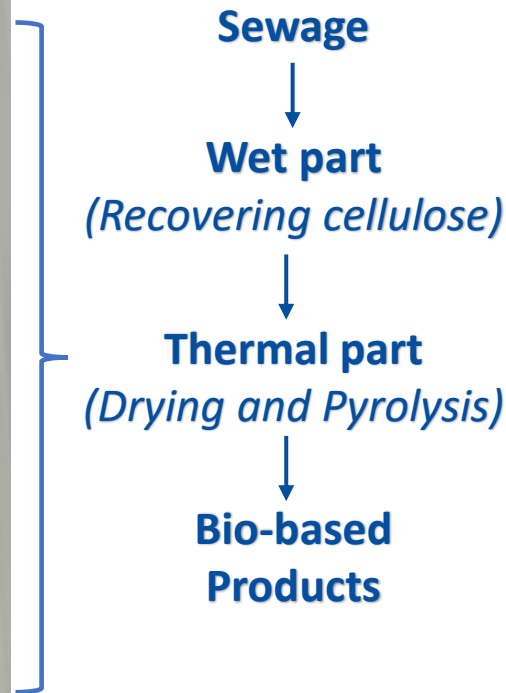 Sewage
Wet part
(Recovering cellulose)
Thermal part
(Drying and Pyrolysis)
Bio-based
Products